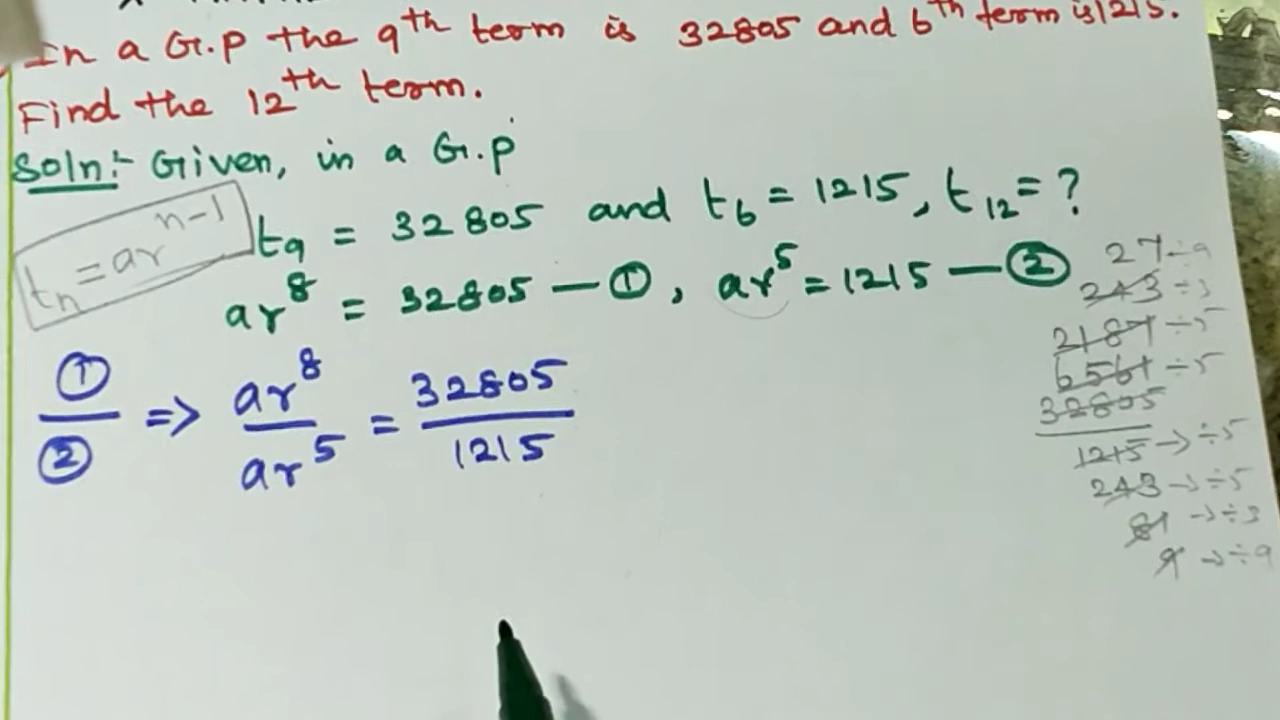 In a G.P the 9th term is 32805 and 6th term is 1215.
Find the 12th term.
Soln:- Given, in a G.P
tn = ar^n-1
t9 = 32805 and t6 = 1215, t12 = ?
ar^8 = 32805 — ①, ar^5 = 1215 — ②
①/② => ar^8/ar^5 = 32805/1215
27 ÷9
243 ÷3
2187 ÷5
6561 ÷5
32805
1215 → ÷5
243 → ÷5
81 → ÷3
9 → ÷9